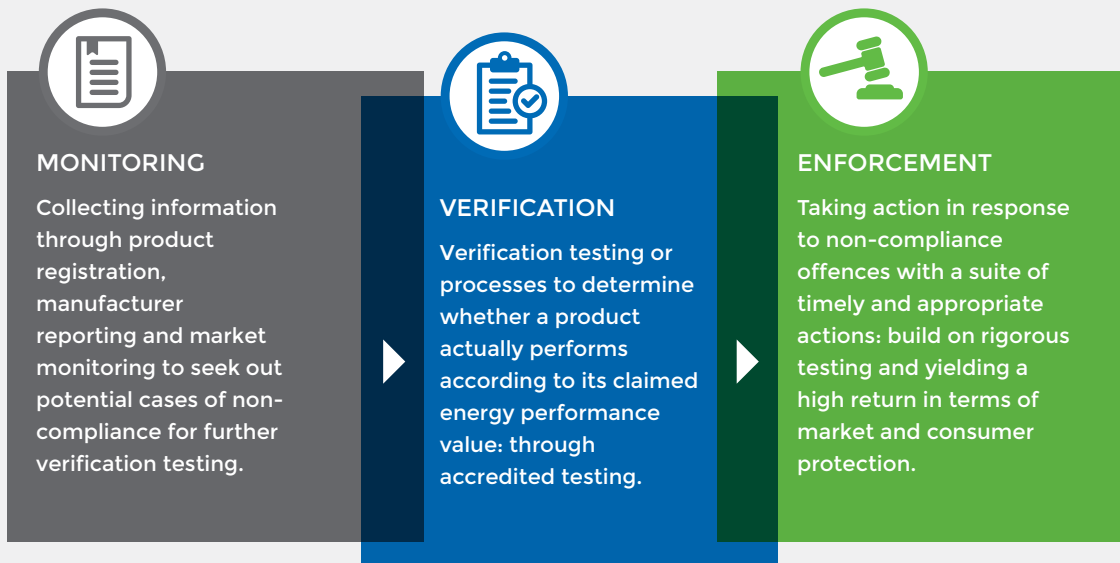 MONITORING
Collecting information
through product
registration,
manufacturer
reporting and market
monitoring to seek out
potential cases of non-
compliance for further
verification testing.
VERIFICATION
Verification testing or
processes to determine
whether a product
actually performs
according to its claimed
energy performance
value: through
accredited testing.
ENFORCEMENT
Taking action in response
to non-compliance
offences with a suite of
timely and appropriate
actions: build on rigorous
testing and yielding a
high return in terms of
market and consumer
protection.